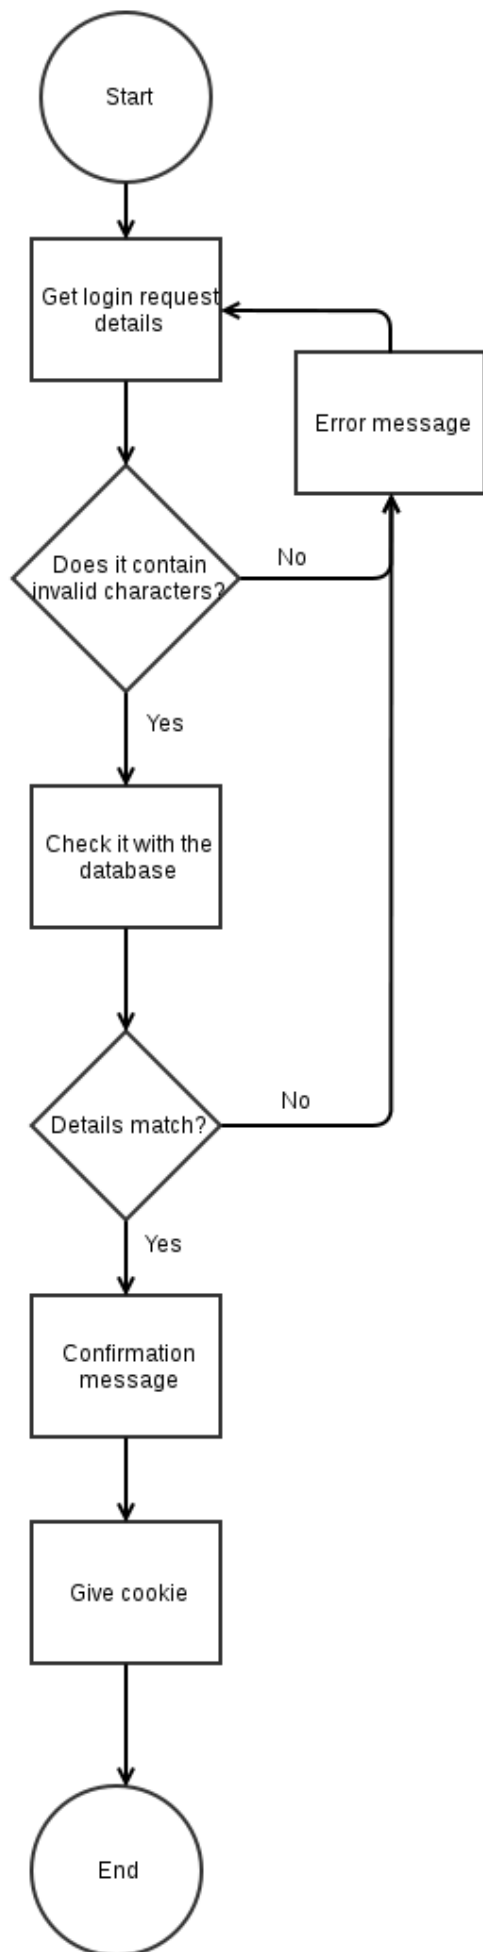 Start
Get login request
details
Error message
Does it contain
invalid characters?
No
Yes
Check it with the
database
Details match?
No
Yes
Confirmation
message
Give cookie
End